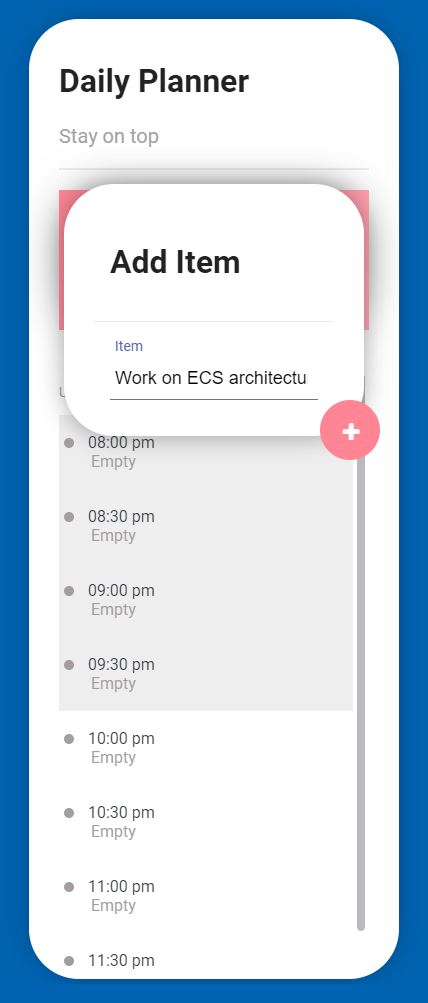 Daily Planner
Stay on top
Add Item
Item
Work on ECS architectu
08:00 pm
Empty
08:30 pm
Empty
09:00 pm
Empty
09:30 pm
Empty
10:00 pm
Empty
10:30 pm
Empty
11:00 pm
Empty
11:30 pm